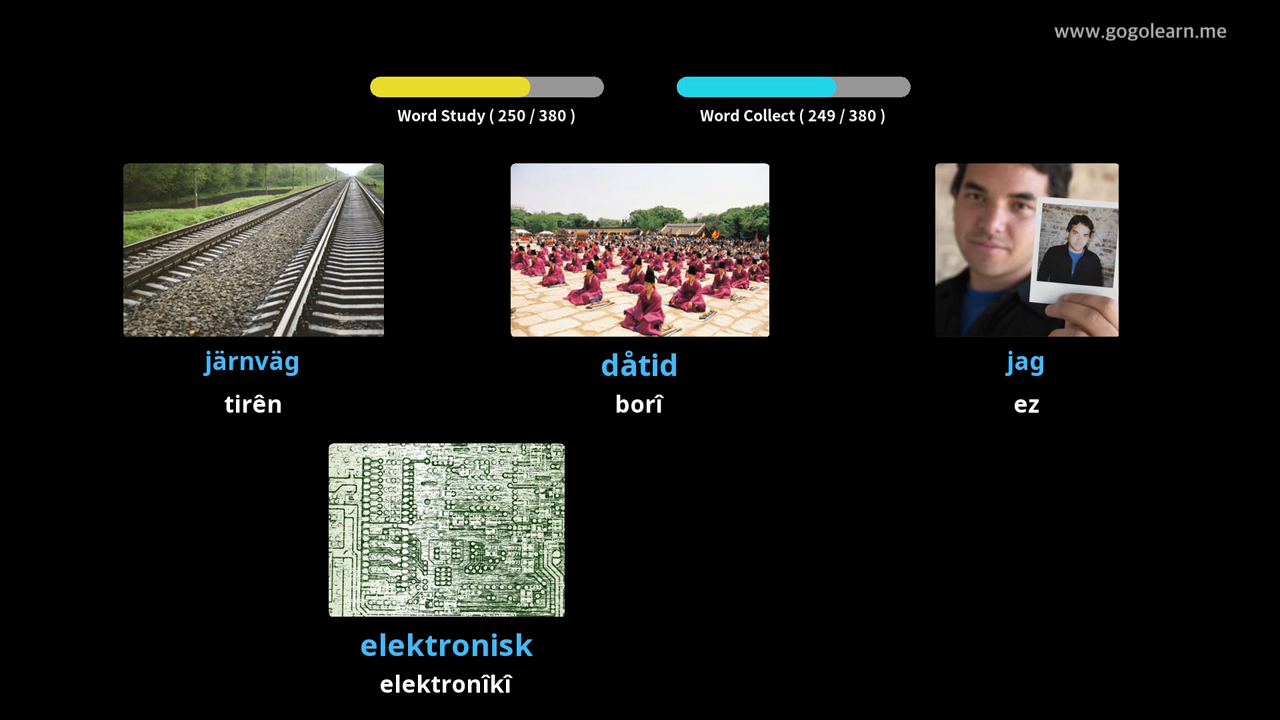 www.gogolearn.me
Word Study ( 250 / 380 )
Word Collect ( 249 / 380 )
järnväg
tirên
dåtid
borî
jag
ez
elektronisk
elektronîkî